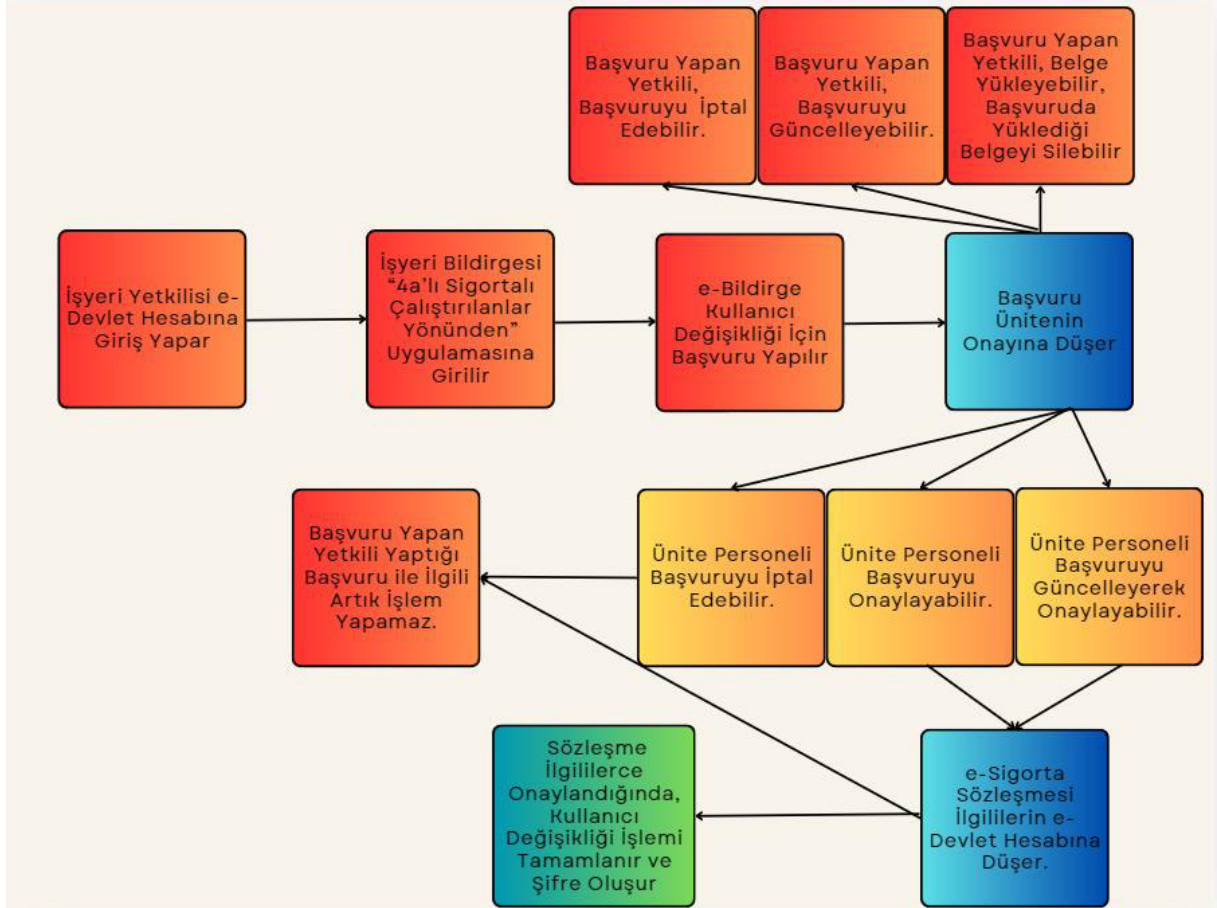 Başvuru Yapan
Yetkili,
Başvuruyu İptal
Edebilir.
Başvuru Yapan
Yetkili,
Başvuruyu
Güncelleyebilir.
Başvuru Yapan
Yetkili, Belge
Yükleyebilir,
Başvuruda
Yüklediği
Belgeyi Silebilir
İşyeri Yetkilisi e-
Devlet Hesabına
Giriş Yapar
İşyeri Bildirgesi
“4a’lı Sigortalı
Çalıştırılanlar
Yönünden”
Uygulamasına
Girilir
e-Bildirge
Kullanıcı
Değişikliği İçin
Başvuru Yapılır
Başvuru
Ünitenin
Onayına Düşer
Başvuru Yapan
Yetkili Yaptığı
Başvuru ile İlgili
Artık İşlem
Yapamaz.
Ünite Personeli
Başvuruyu İptal
Edebilir.
Ünite Personeli
Başvuruyu
Onaylayabilir.
Ünite Personeli
Başvuruyu
Güncelleyerek
Onaylayabilir.
Sözleşme
İlgililerce
Onaylandığında,
Kullanıcı
Değişikliği İşlemi
Tamamlanır ve
Şifre Oluşur
e-Sigorta
Sözleşmesi
İlgililerin e-
Devlet Hesabına
Düşer.